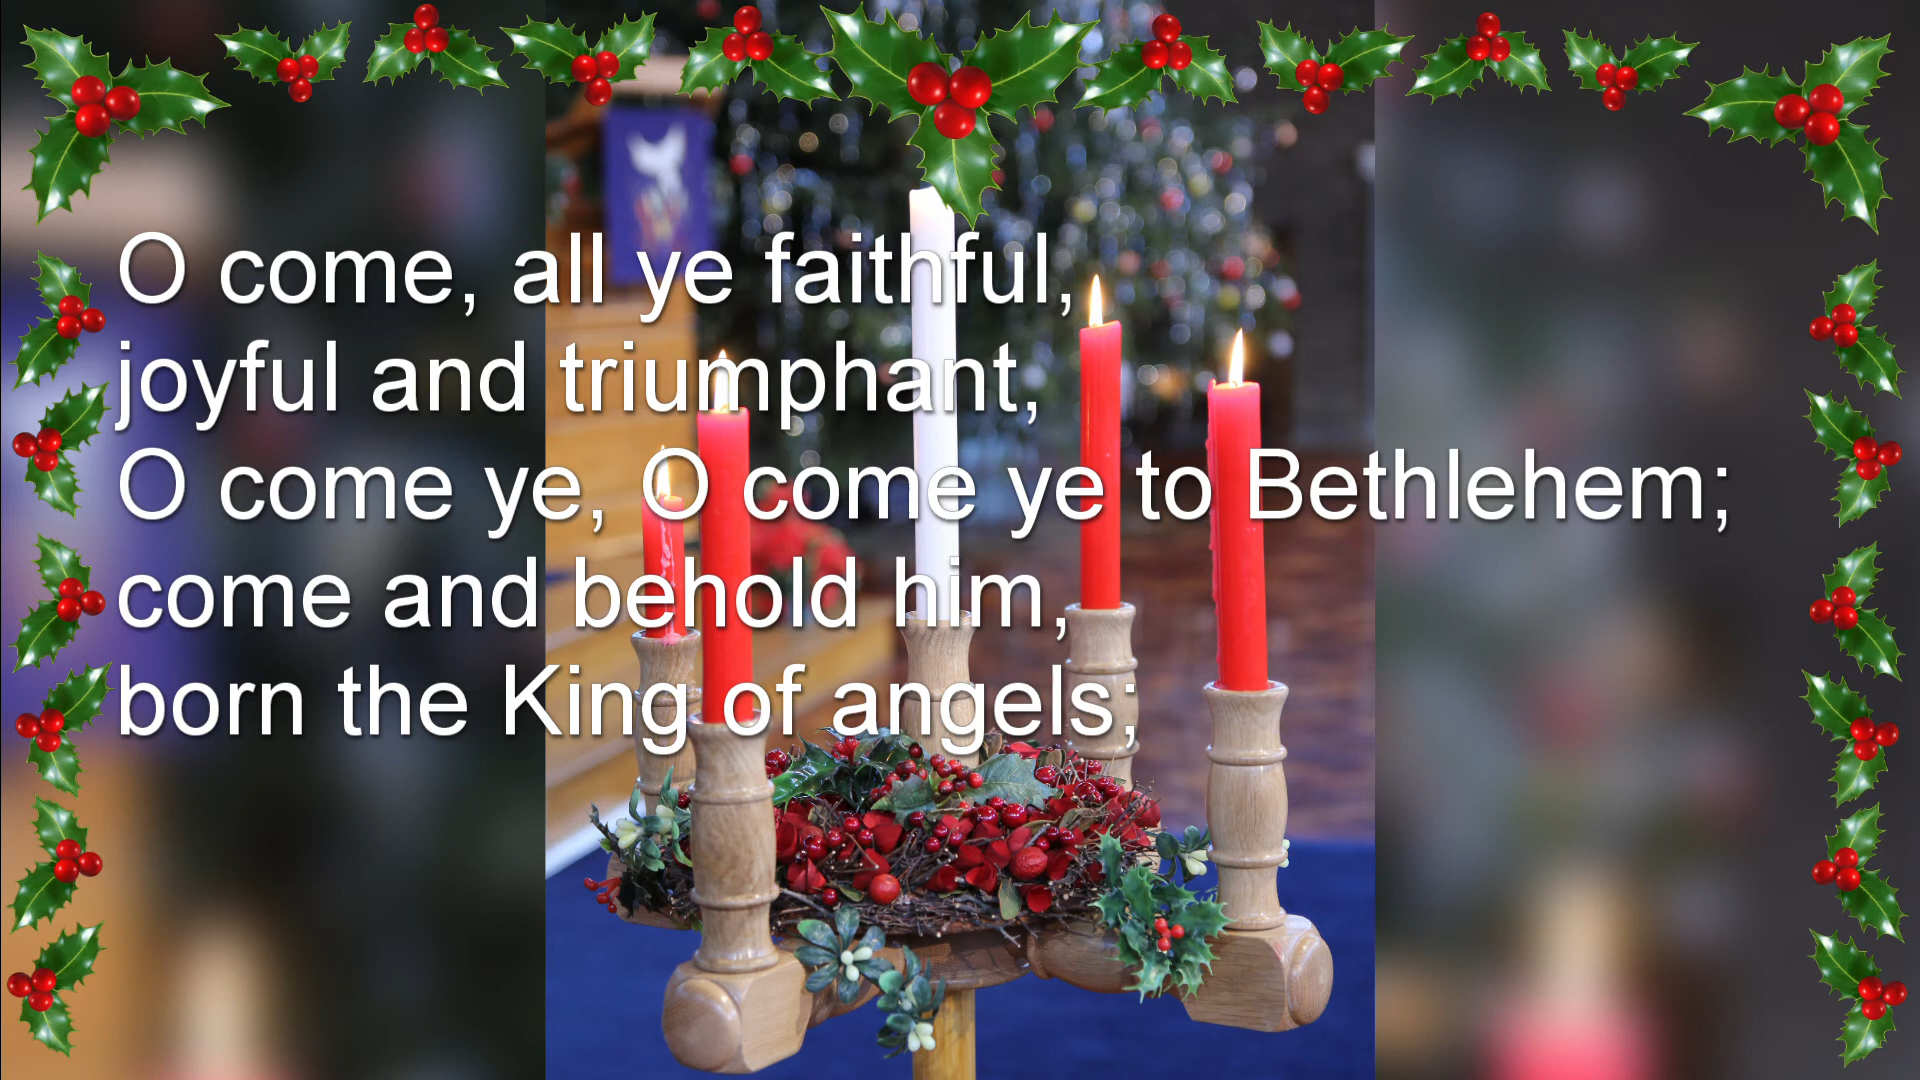 O come, all ye faithful,
joyful and triumphant,
O come ye, O come ye to Bethlehem;
come and behold him,
born the King of angels;